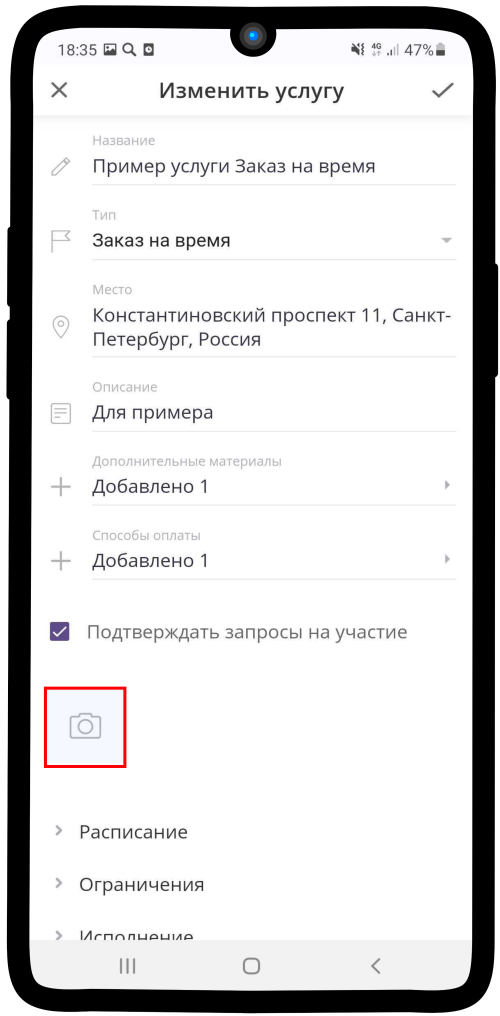 18:35 4G 47%
Изменить услугу
Название
Пример услуги Заказ на время
Тип
Заказ на время
Место
Константиновский проспект 11, Санкт-
Петербург, Россия
Описание
Для примера
Дополнительные материалы
Добавлено 1
Способы оплаты
Добавлено 1
Подтверждать запросы на участие
Расписание
Ограничения
Исполнение